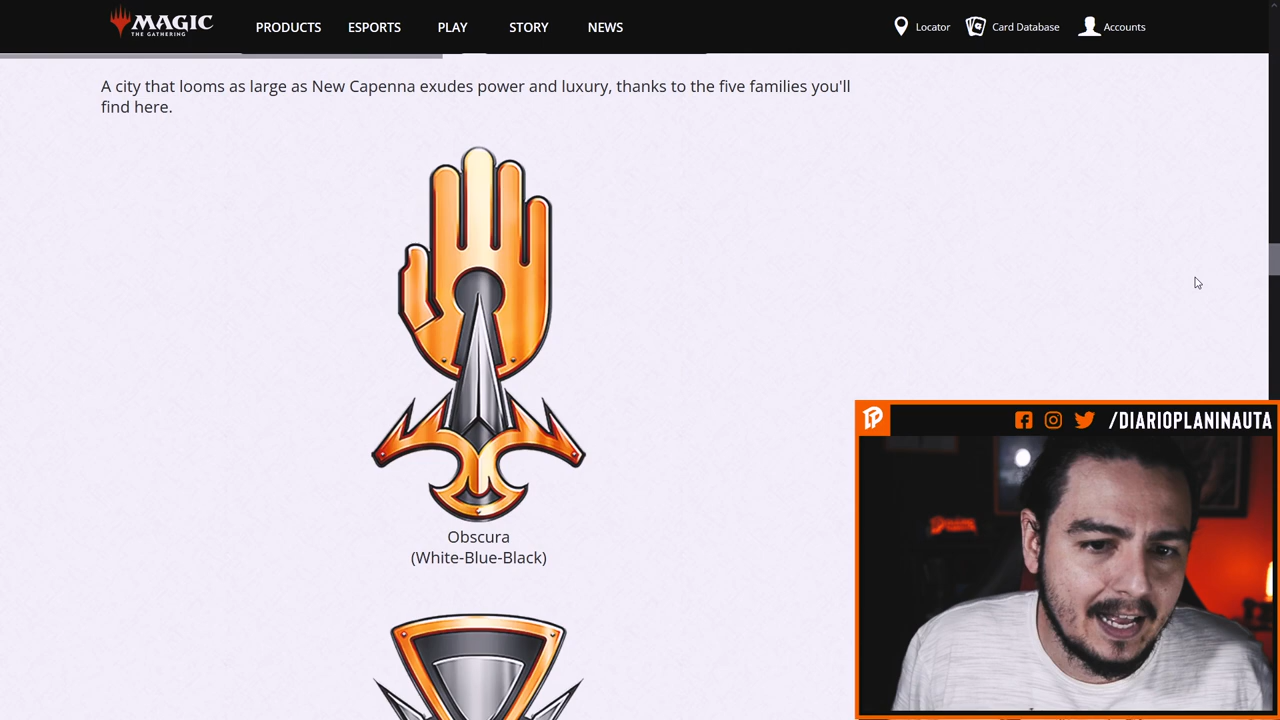 MAGIC
THE GATHERING
PRODUCTS ESPORTS PLAY STORY NEWS
Locator Card Database Accounts
A city that looms as large as New Capenna exudes power and luxury, thanks to the five families you'll
find here.
Obscura
(White-Blue-Black)
/DIARIOPLANINAUTA